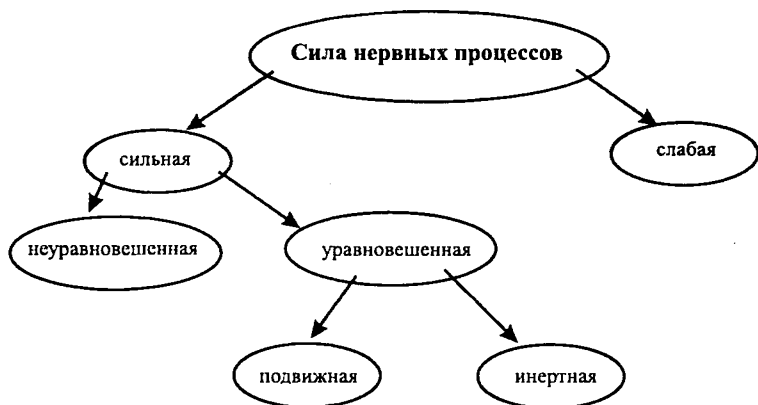 Сила нервных процессов
сильная
слабая
неуравновешенная
уравновешенная
подвижная
инертная